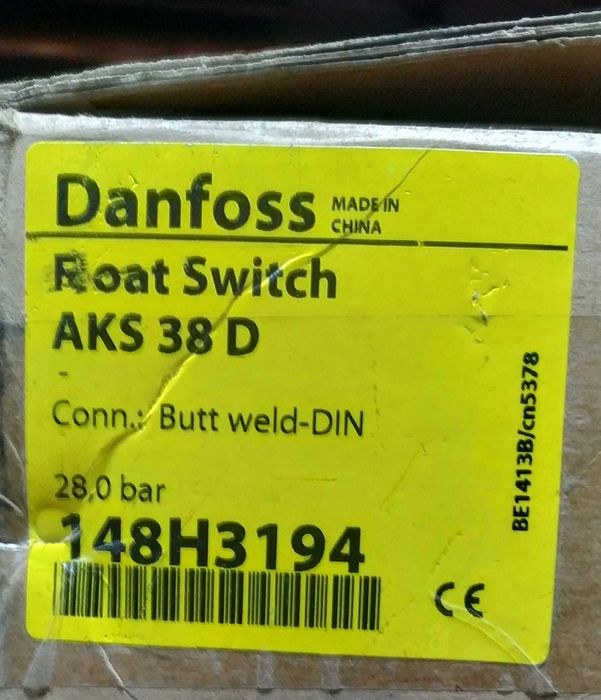 Danfoss MADE IN CHINA
Float Switch
AKS 38 D
-
Conn.: Butt weld-DIN
28,0 bar
148H3194
CE
BE1413B/cn5378